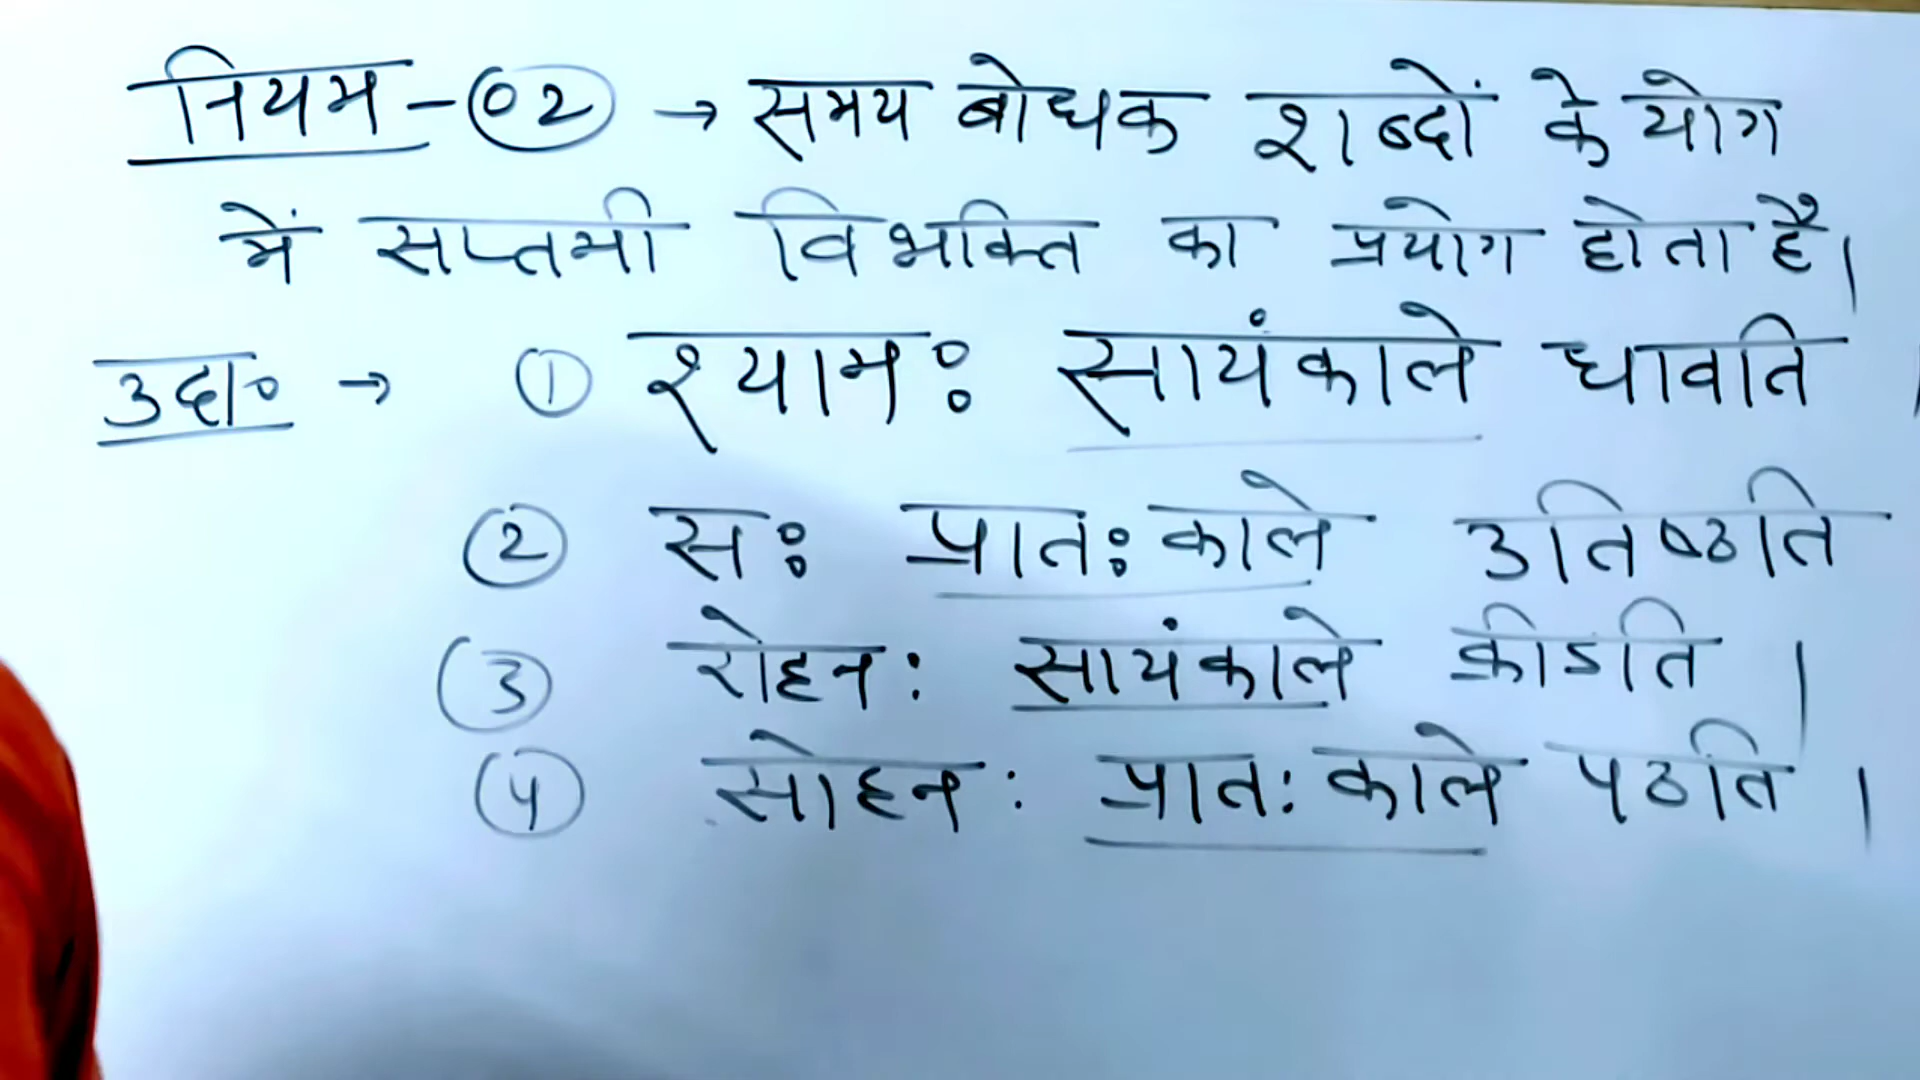 नियम-02 → समय बोधक शब्दों के योग
में सप्तमी विभक्ति का प्रयोग होता है।
उदा० → ① श्याम: सायंकाले धावति ।
② स: प्रात: काले उतिष्ठति
③ रोहन: सायंकाले क्रीडति ।
④ सोहन: प्रात: काले पठति ।